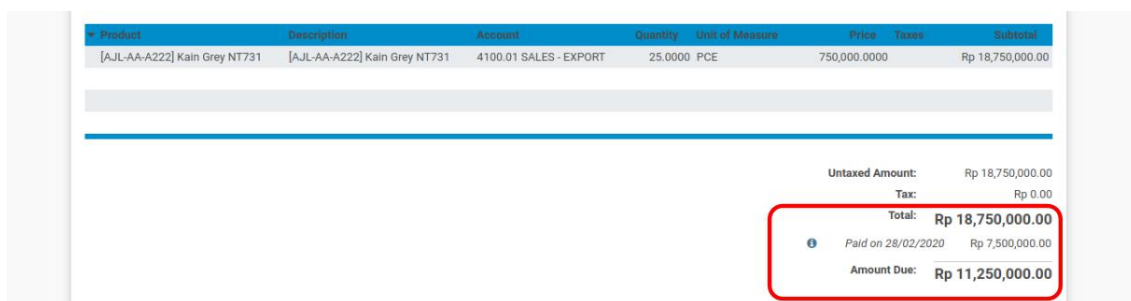 Product Description Account Quantity Unit of Measure Price Taxes Subtotal
[AJL-AA-A222] Kain Grey NT731 [AJL-AA-A222] Kain Grey NT731 4100.01 SALES - EXPORT 25.0000 PCE 750,000.0000 Rp 18,750,000.00
Untaxed Amount: Rp 18,750,000.00
Tax: Rp 0.00
Total: Rp 18,750,000.00
Paid on 28/02/2020 Rp 7,500,000.00
Amount Due: Rp 11,250,000.00